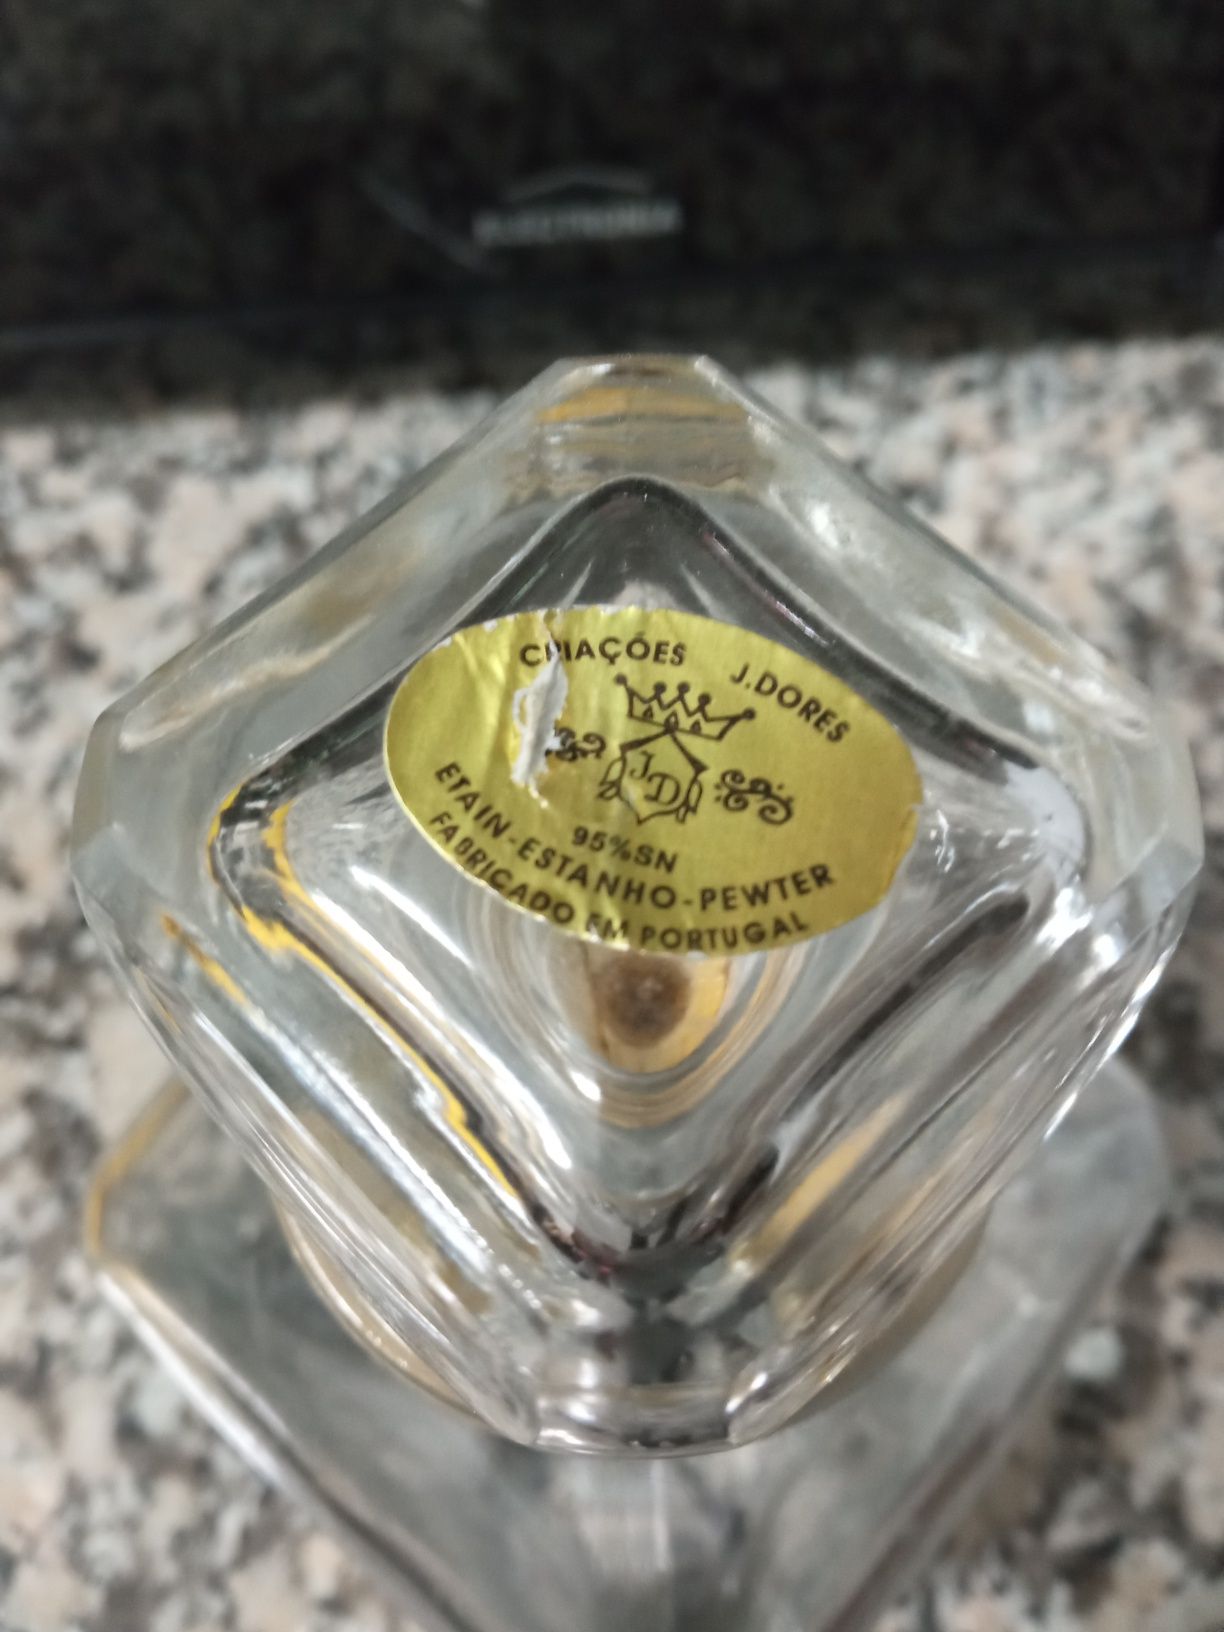 CRIAÇÕES J.DORES
JD
95%SN
ETAIN-ESTANHO-PEWTER
FABRICADO EM PORTUGAL